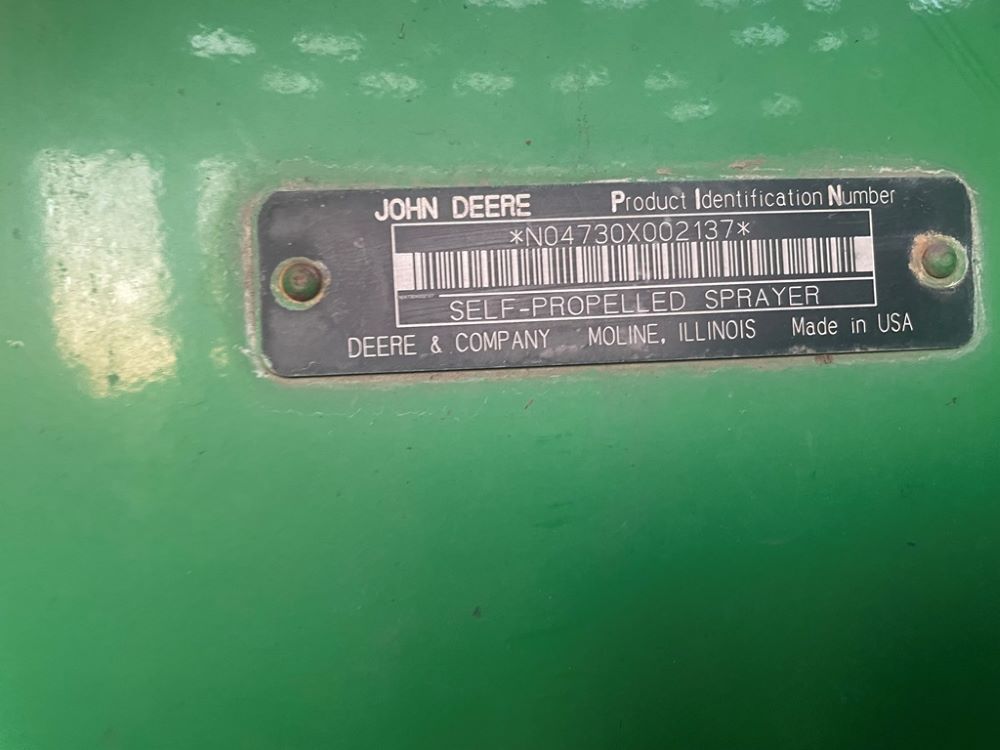 JOHN DEERE Product Identification Number
*N04730X002137*
SELF-PROPELLED SPRAYER
DEERE & COMPANY MOLINE, ILLINOIS Made in USA